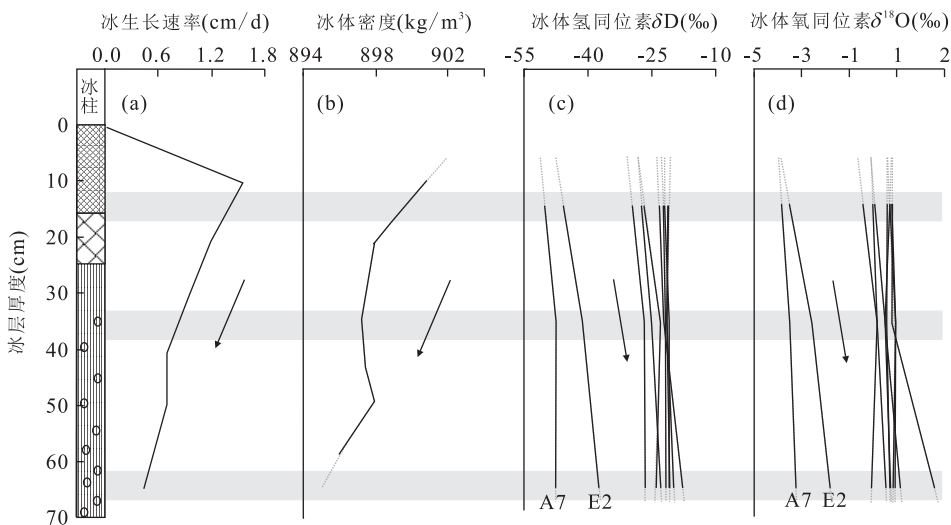 冰生长速率(cm/d)
冰体密度(kg/m³)
冰体氢同位素δD(‰)
冰体氧同位素δ¹⁸O(‰)
0.0 0.6 1.2 1.8
894 898 902
-55 -40 -25 -10
-5 -3 -1 1 2
冰柱
(a) (b) (c) (d)
冰层厚度(cm)
0
10
20
30
40
50
60
70
A7 E2
A7 E2